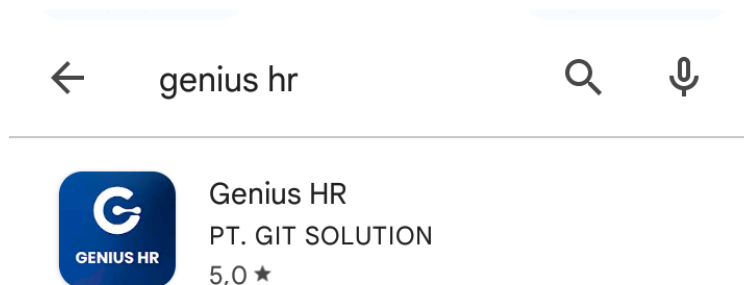 genius hr
GENIUS HR
Genius HR
PT. GIT SOLUTION
5,0 ★